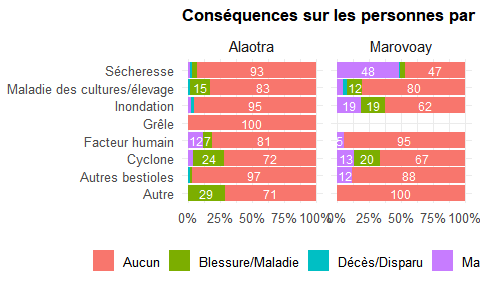 Conséquences sur les personnes par
Alaotra Marovoay
Sécheresse 93 48 47
Maladie des cultures/élevage 15 83 12 80
Inondation 95 19 19 62
Grêle 100
Facteur humain 12 7 81 5 95
Cyclone 24 72 13 20 67
Autres bestioles 97 12 88
Autre 29 71 100
0% 25% 50% 75% 100% 0% 25% 50% 75% 100%
Aucun Blessure/Maladie Décès/Disparu Ma